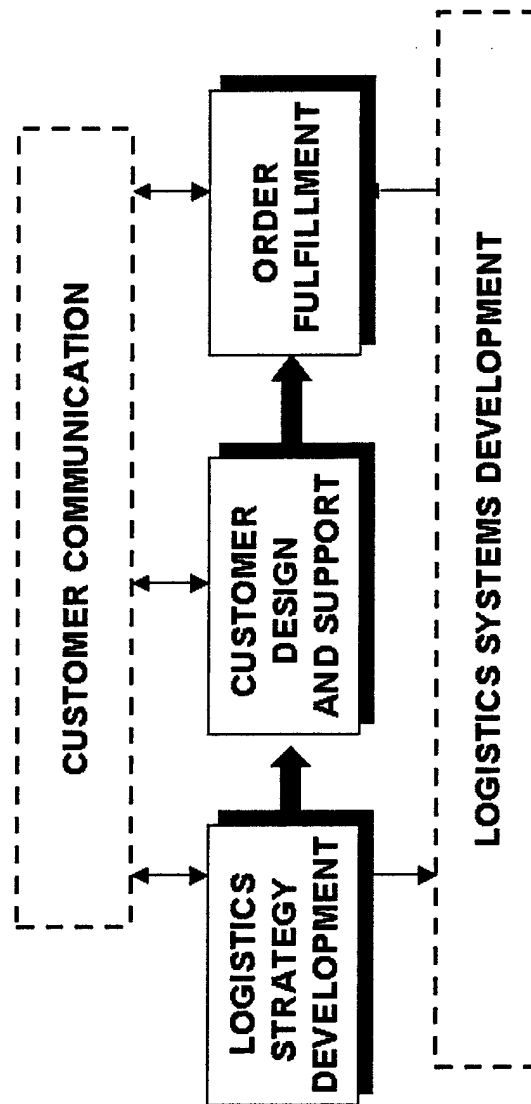 CUSTOMER COMMUNICATION
LOGISTICS
STRATEGY
DEVELOPMENT
CUSTOMER
DESIGN
AND SUPPORT
ORDER
FULFILLMENT
LOGISTICS SYSTEMS DEVELOPMENT